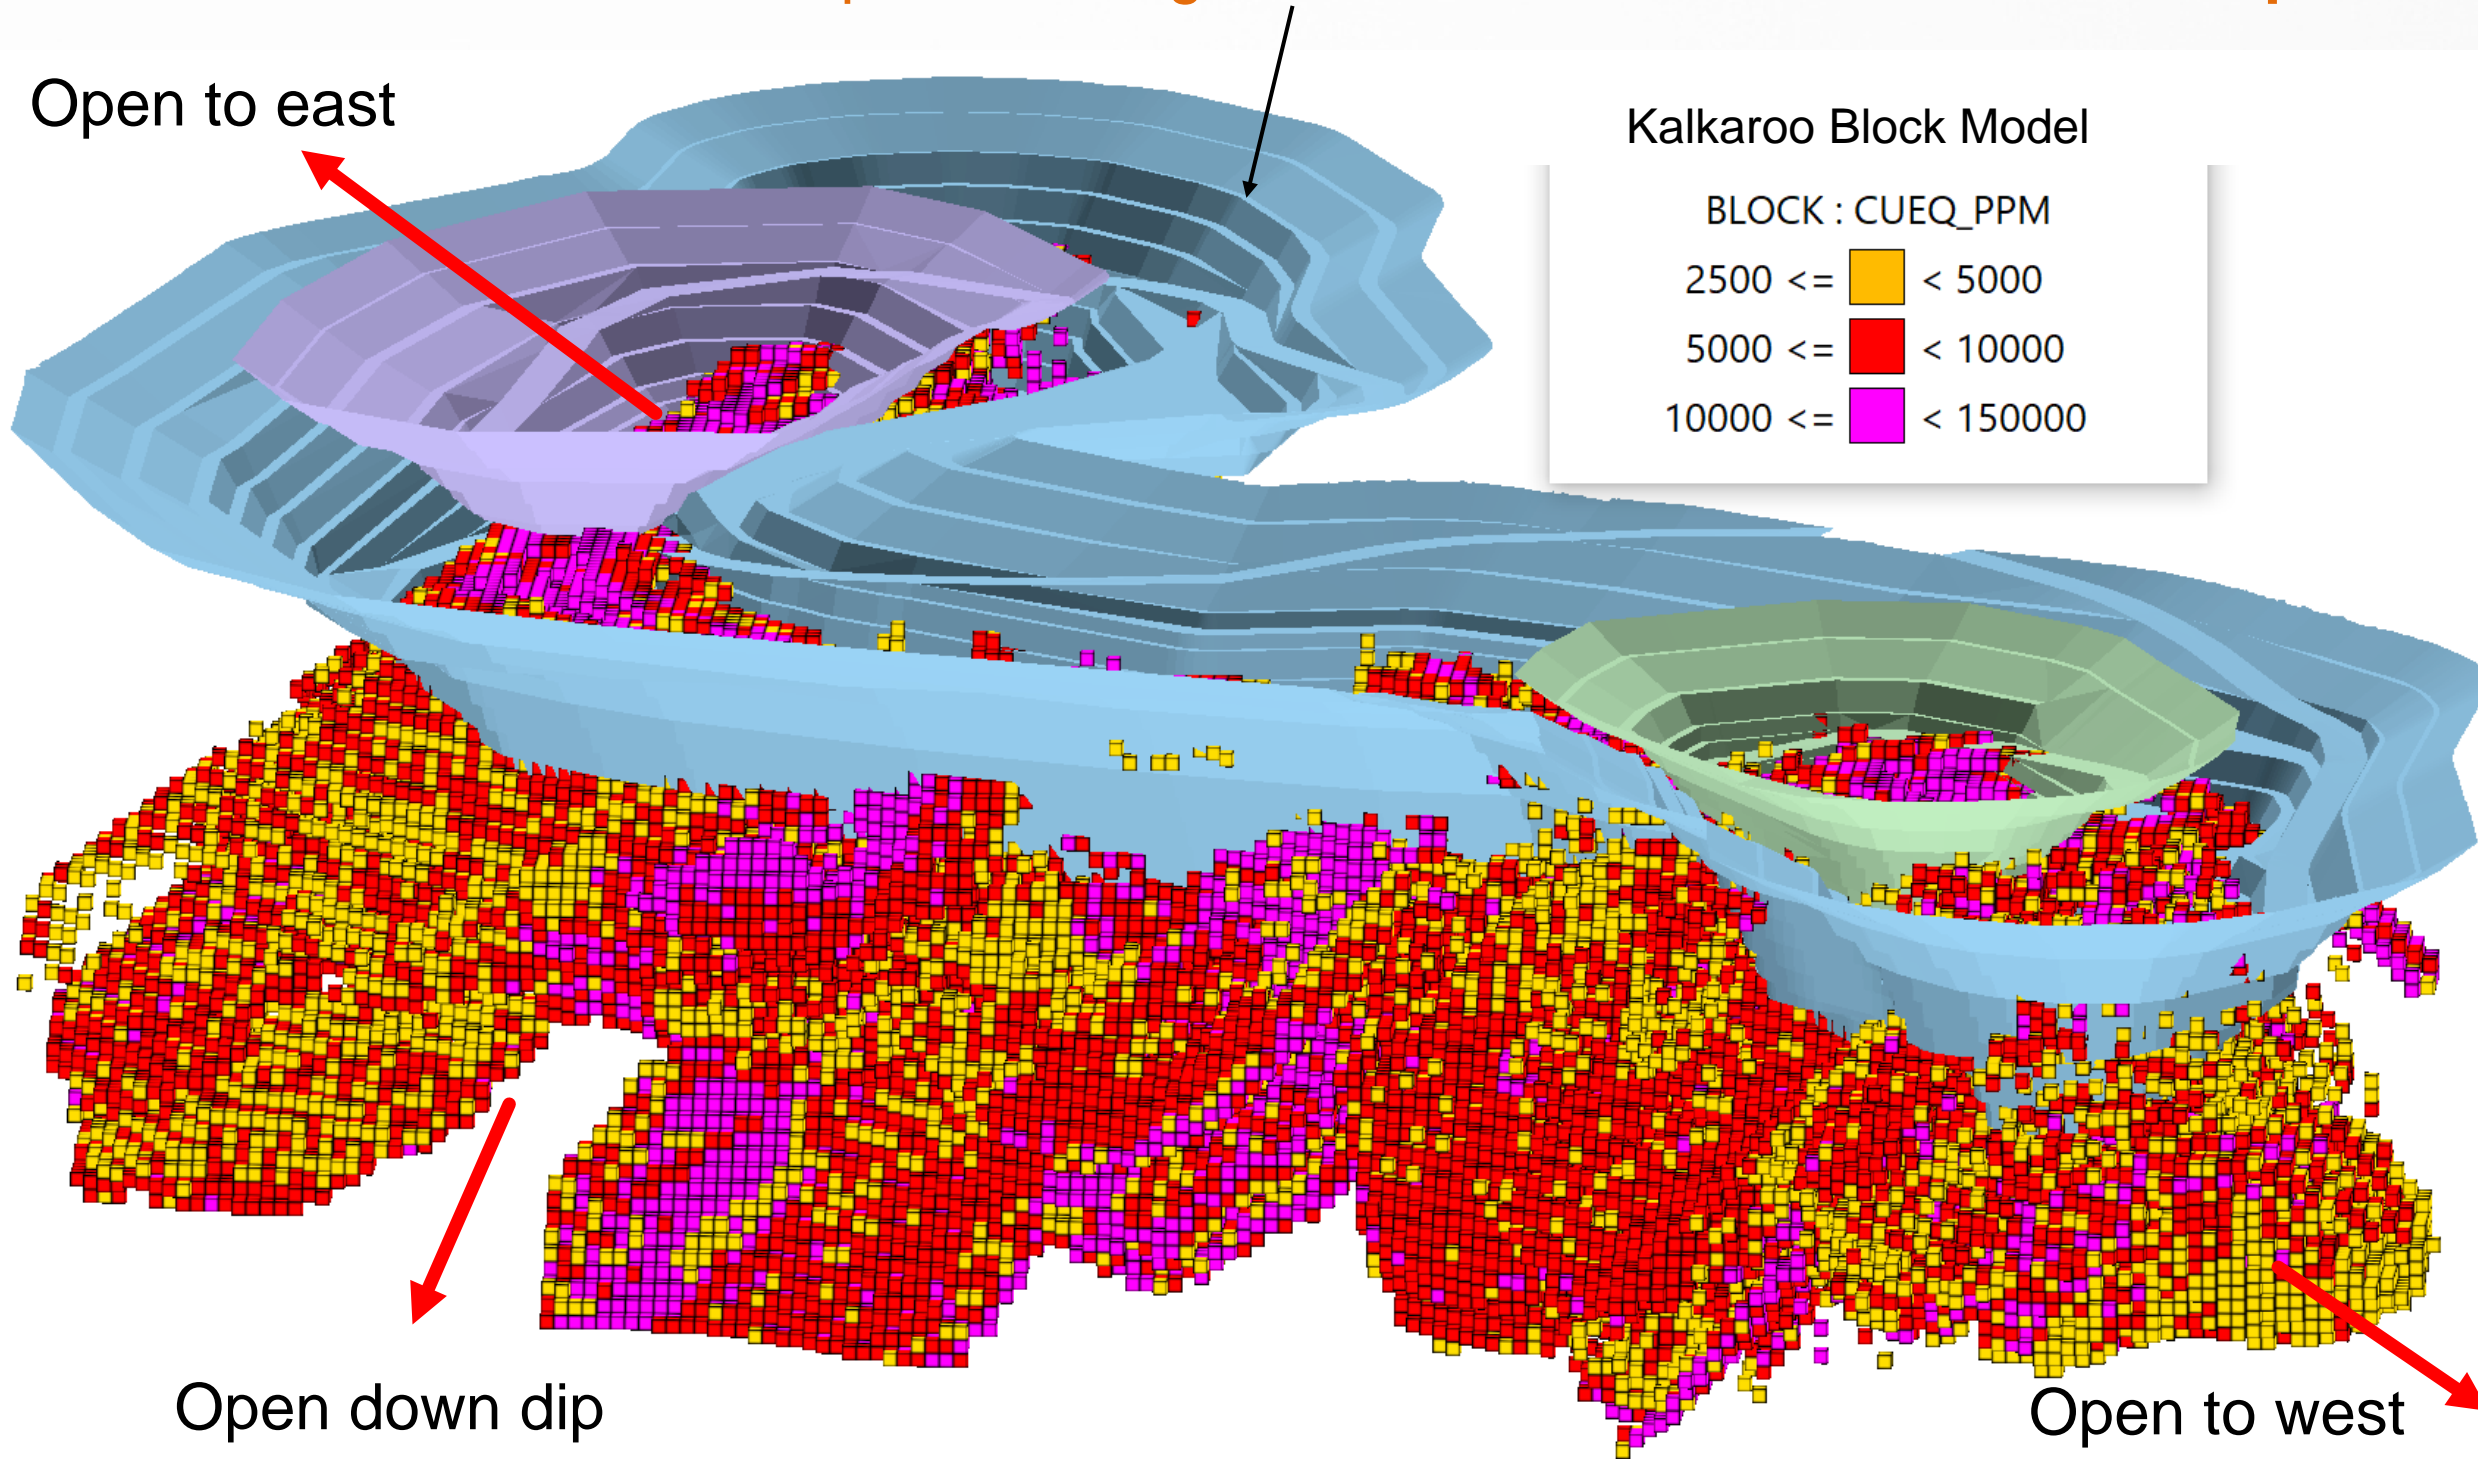 Open to east
Kalkaroo Block Model
BLOCK : CUEQ_PPM
2500 <= < 5000
5000 <= < 10000
10000 <= < 150000
Open down dip
Open to west